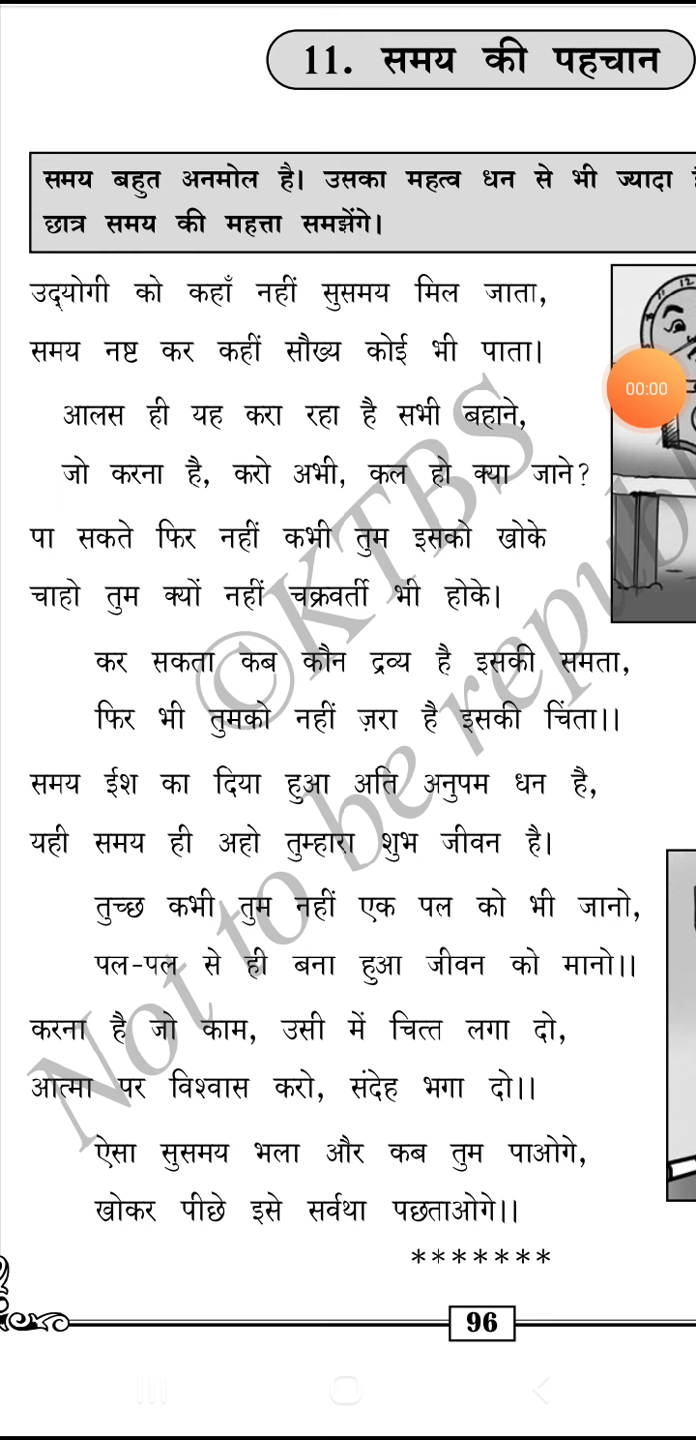 11. समय की पहचान
समय बहुत अनमोल है। उसका महत्व धन से भी ज्यादा
छात्र समय की महत्ता समझेंगे।
उद्‌योगी को कहाँ नहीं सुसमय मिल जाता,
समय नष्ट कर कहीं सौख्य कोई भी पाता।
00:00
आलस ही यह करा रहा है सभी बहाने,
जो करना है, करो अभी, कल हो क्या जाने?
पा सकते फिर नहीं कभी तुम इसको खोके
चाहो तुम क्यों नहीं चक्रवर्ती भी होके।
कर सकता कब कौन द्रव्य है इसकी समता,
फिर भी तुमको नहीं ज़रा है इसकी चिंता।।
समय ईश का दिया हुआ अति अनुपम धन है,
यही समय ही अहो तुम्हारा शुभ जीवन है।
तुच्छ कभी तुम नहीं एक पल को भी जानो,
पल-पल से ही बना हुआ जीवन को मानो।।
करना है जो काम, उसी में चित्त लगा दो,
आत्मा पर विश्वास करो, संदेह भगा दो।।
ऐसा सुसमय भला और कब तुम पाओगे,
खोकर पीछे इसे सर्वथा पछताओगे।।
*******
96
©KTBS
Not to be republ